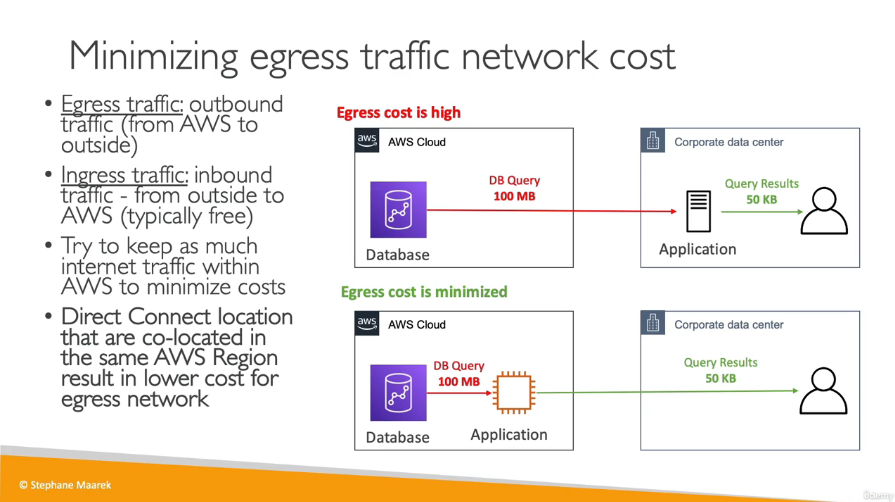 Minimizing egress traffic network cost
• Egress traffic: outbound
traffic (from AWS to
outside)
• Ingress traffic: inbound
traffic - from outside to
AWS (typically free)
• Try to keep as much
internet traffic within
AWS to minimize costs
• Direct Connect location
that are co-located in
the same AWS Region
result in lower cost for
egress network
Egress cost is high
aws
AWS Cloud
Corporate data center
DB Query
100 MB
Query Results
50 KB
Database
Application
Egress cost is minimized
aws
AWS Cloud
Corporate data center
DB Query
100 MB
Query Results
50 KB
Database
Application
© Stephane Maarek
Udemy